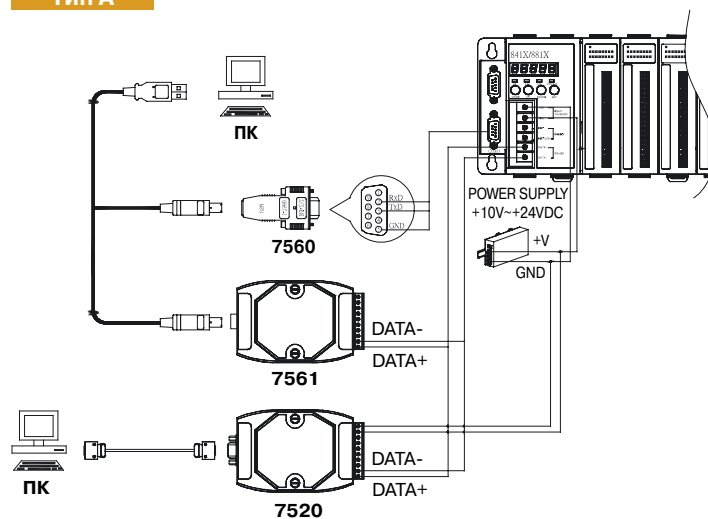 ТИП А
841X/881X
ПК
RxD
TxD
GND
7560
POWER SUPPLY
+10V~+24VDC
+V
GND
DATA-
DATA+
7561
DATA-
DATA+
ПК
7520